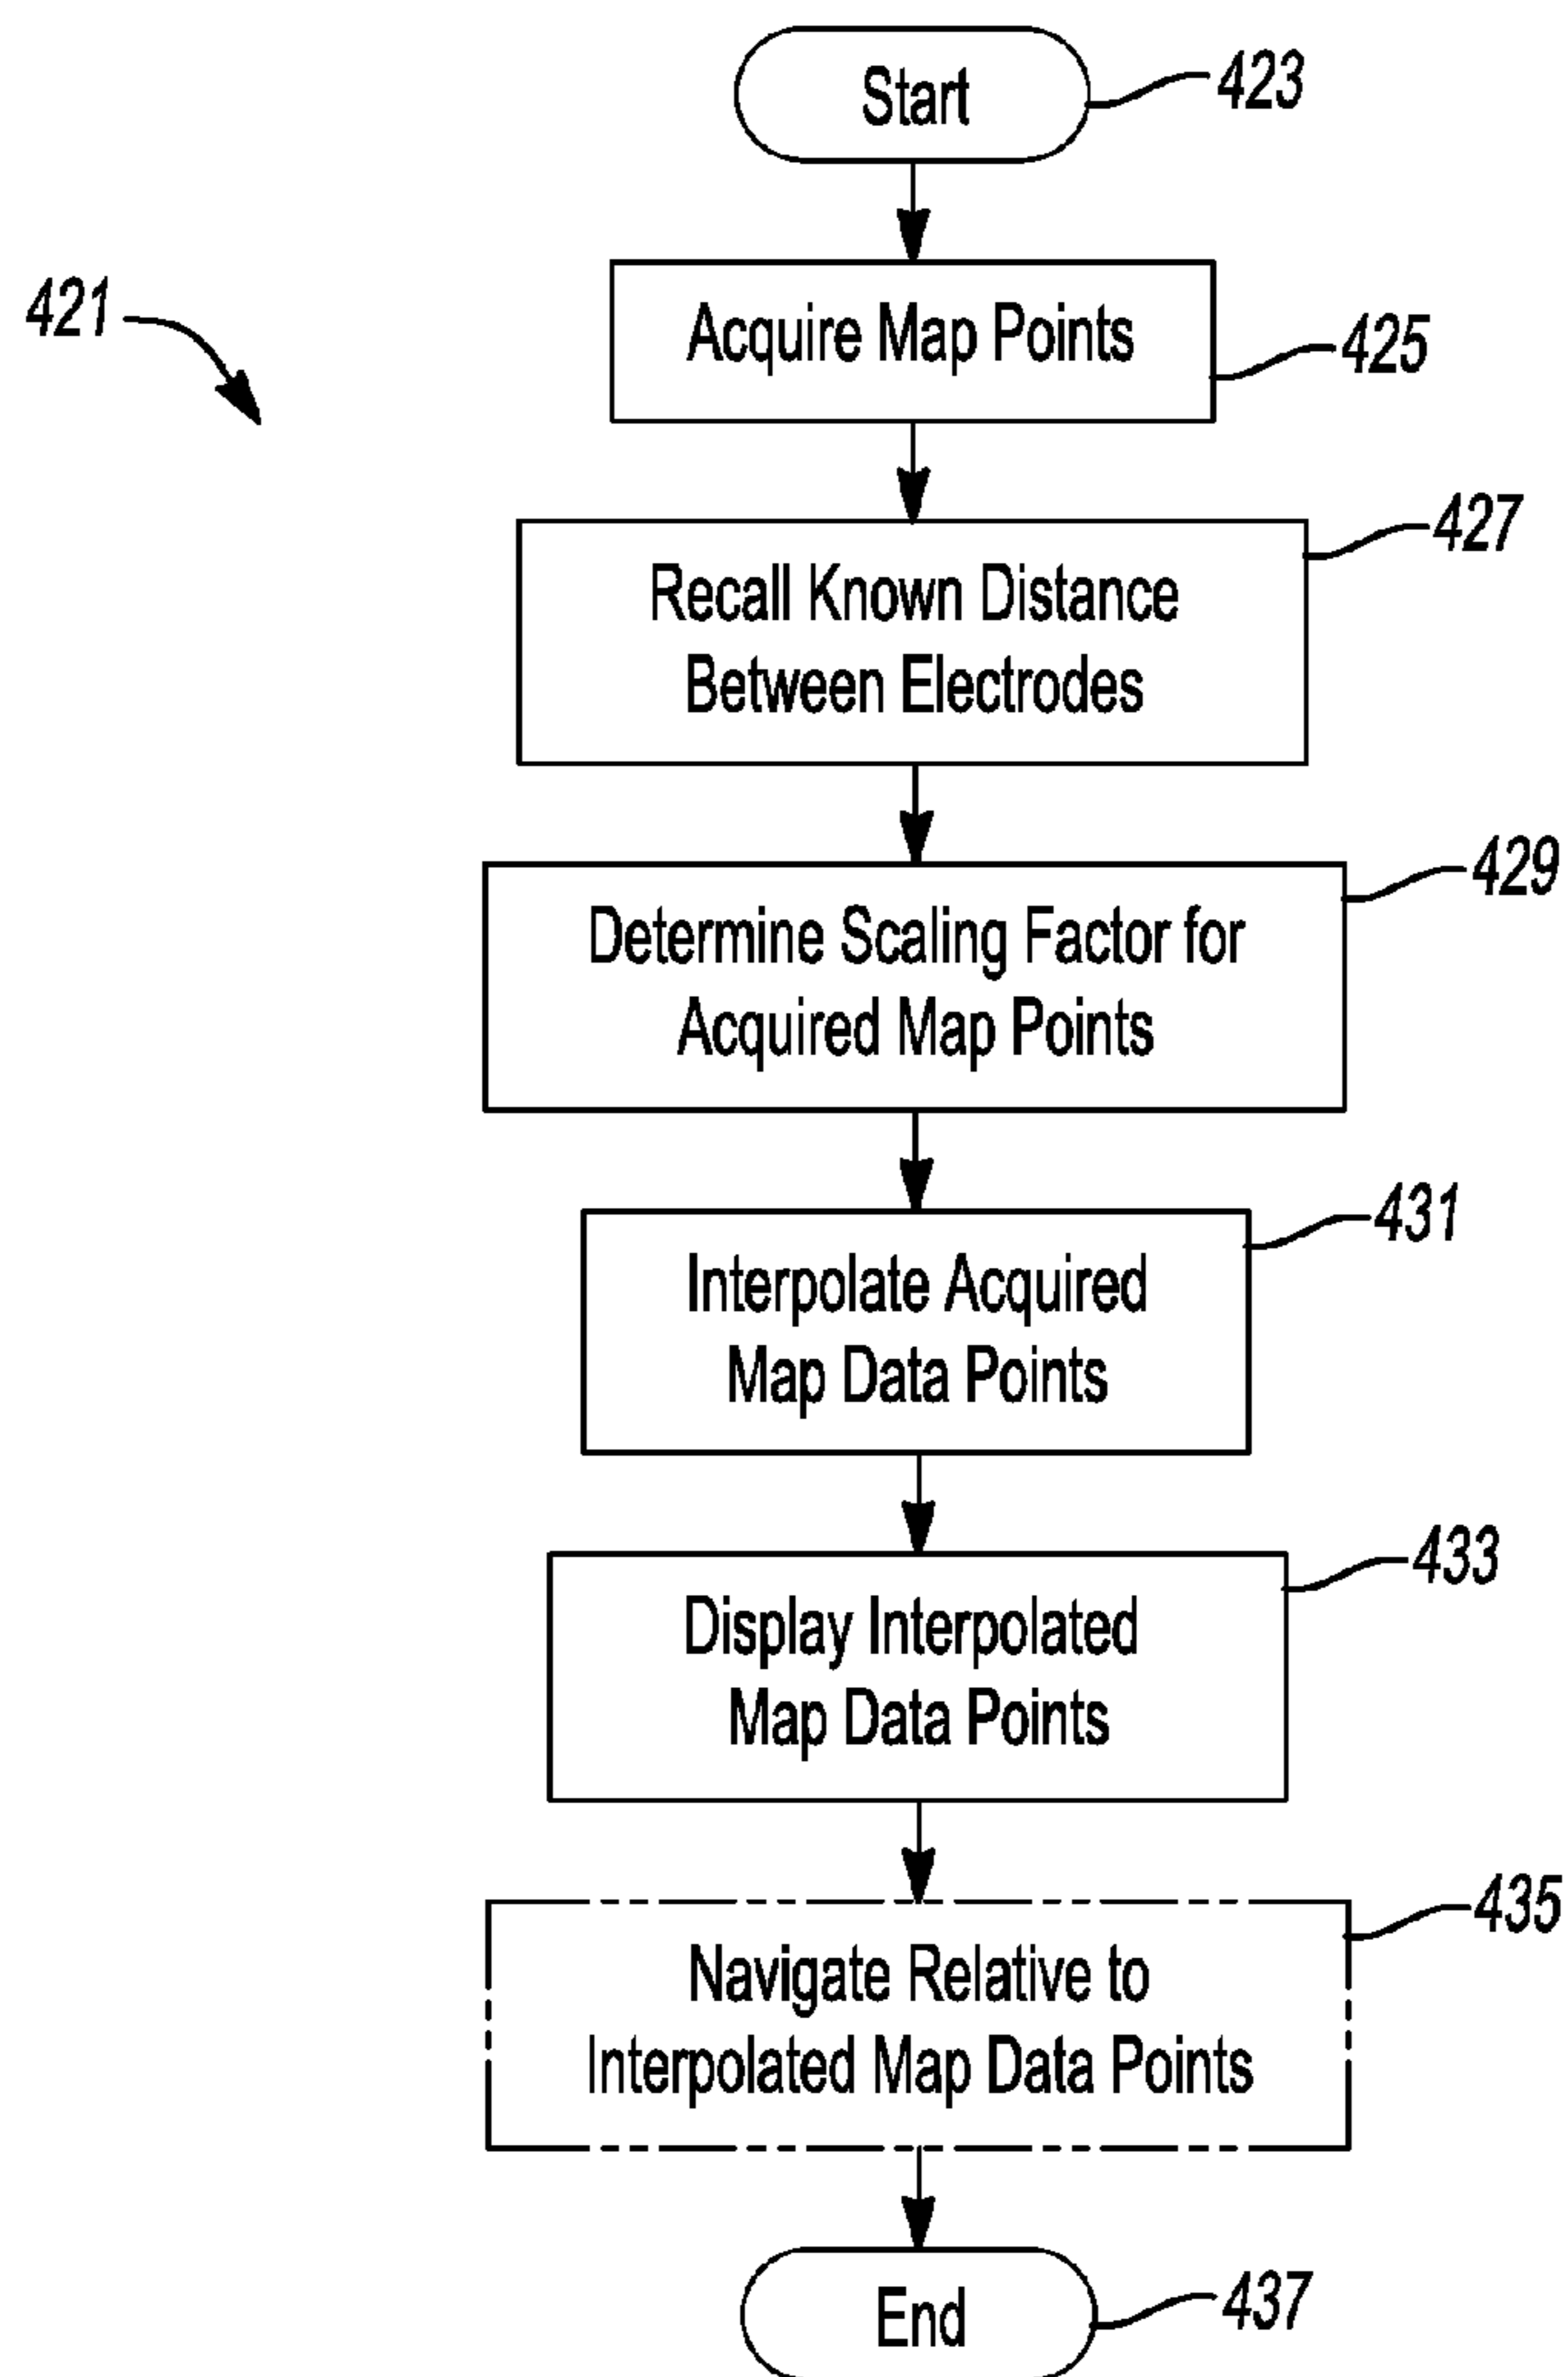 Start
423
421
Acquire Map Points
425
427
Recall Known Distance
Between Electrodes
429
Determine Scaling Factor for
Acquired Map Points
431
Interpolate Acquired
Map Data Points
433
Display Interpolated
Map Data Points
435
Navigate Relative to
Interpolated Map Data Points
End
437